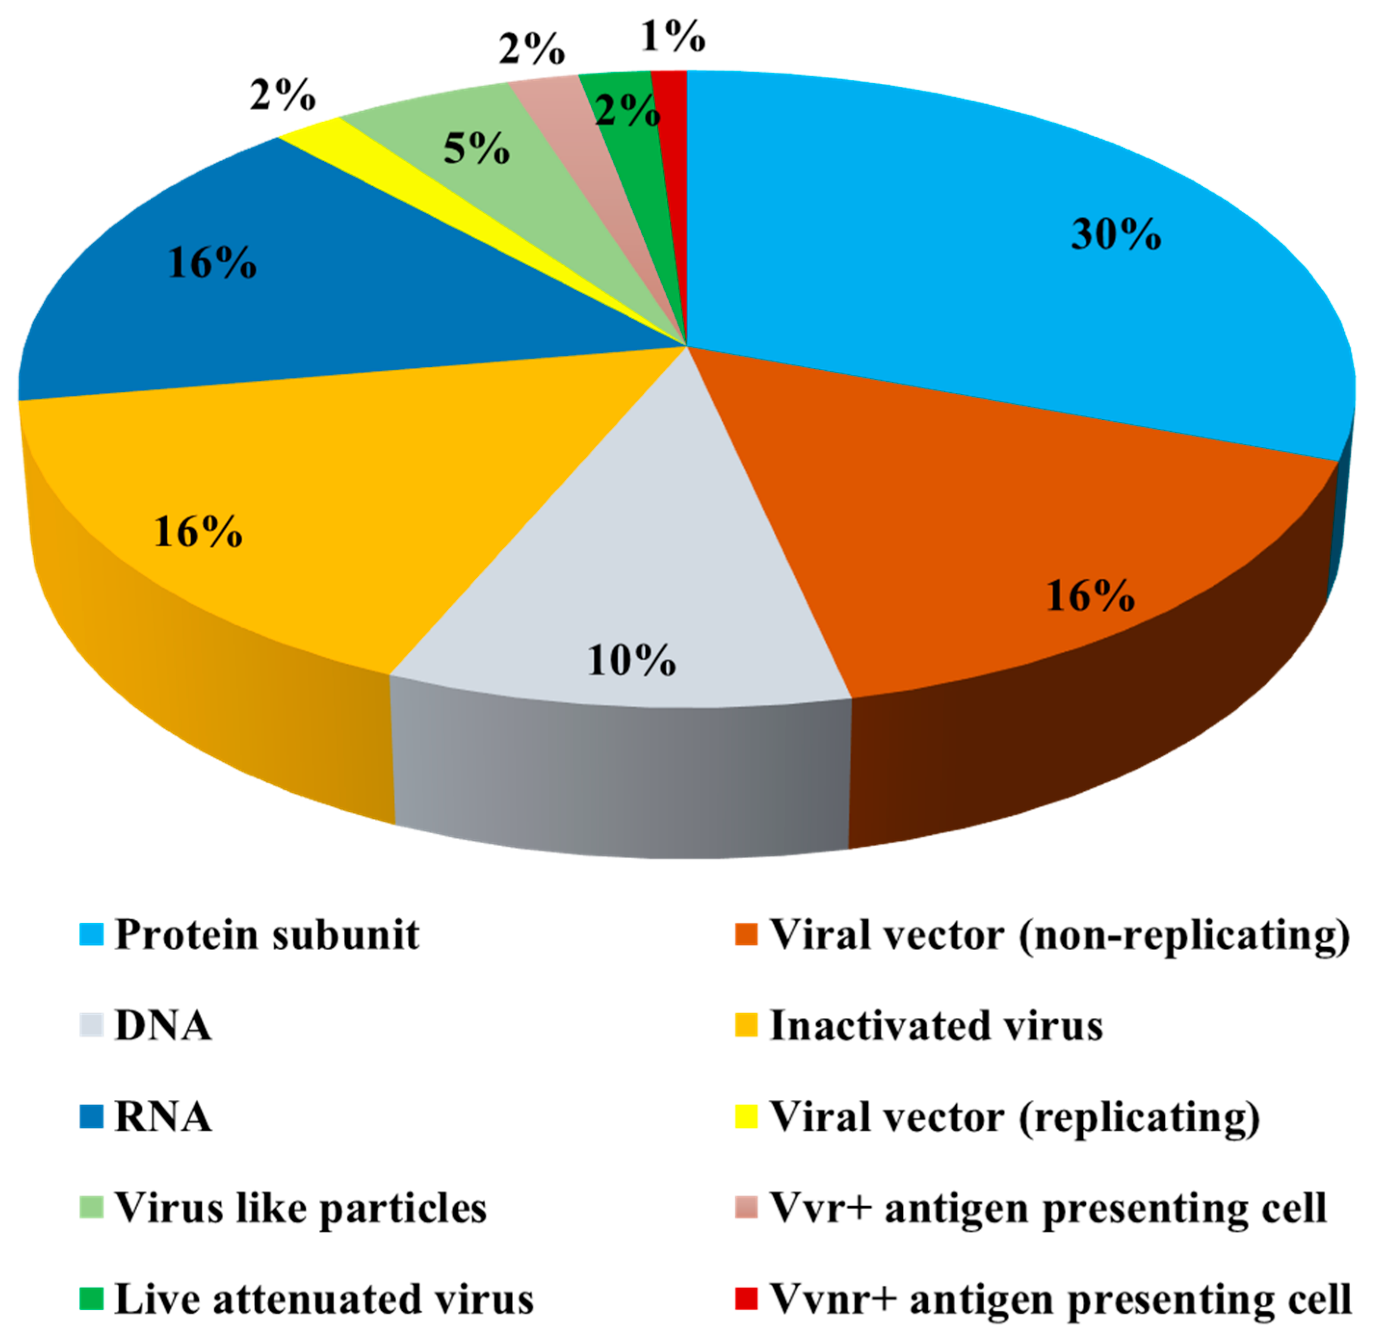 1%
2%
2%
2%
5%
30%
16%
16%
16%
10%
Protein subunit
Viral vector (non-replicating)
DNA
Inactivated virus
RNA
Viral vector (replicating)
Virus like particles
Vvr+ antigen presenting cell
Live attenuated virus
Vvnr+ antigen presenting cell